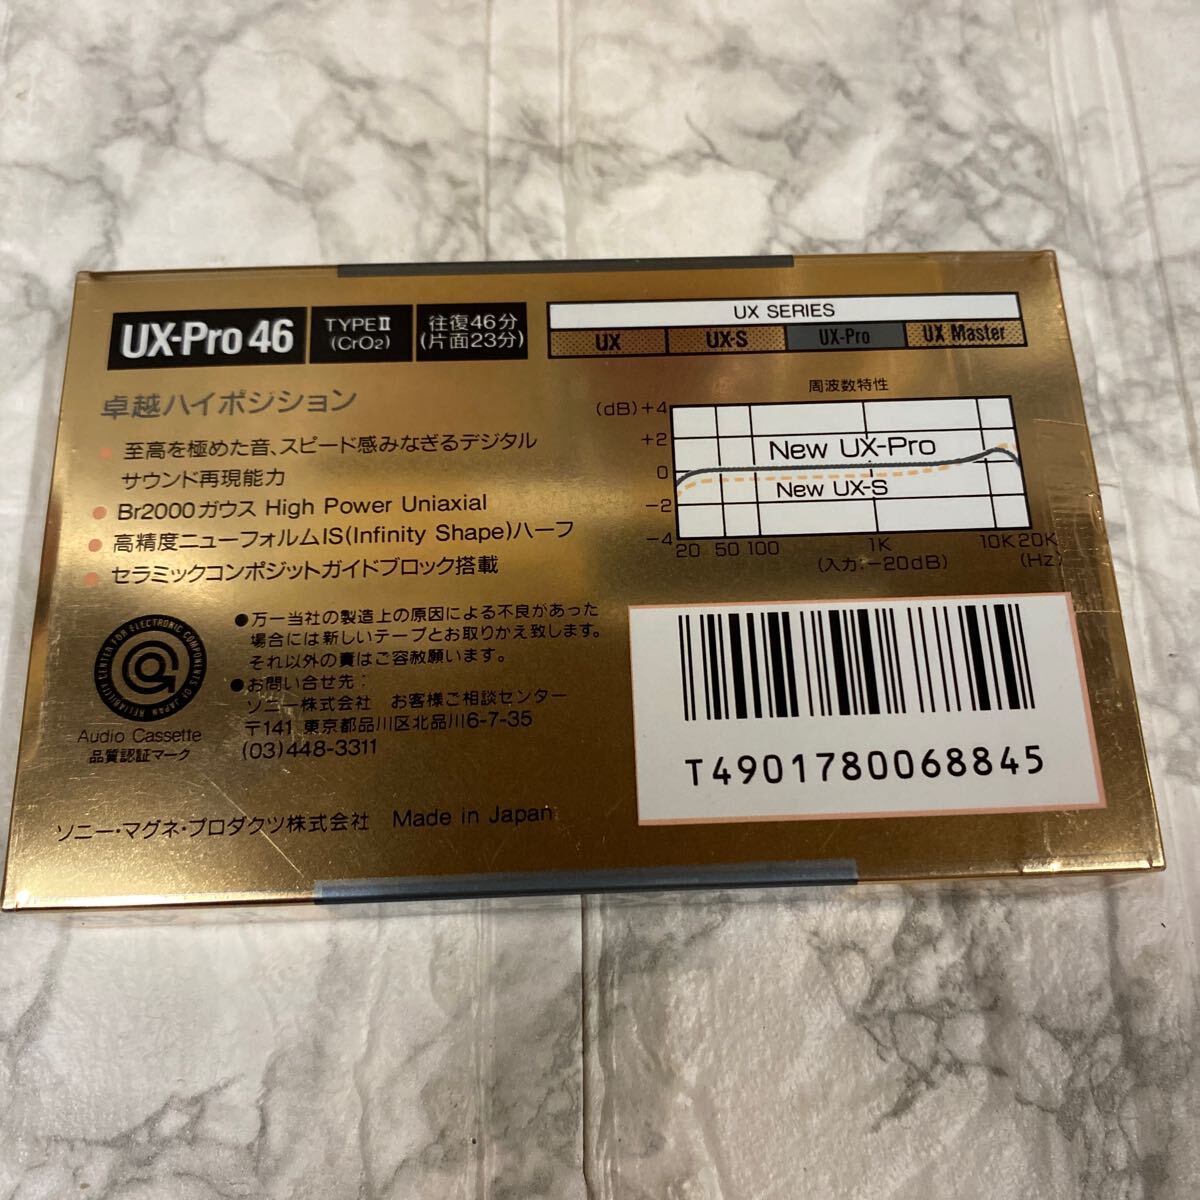 UX-Pro 46
TYPE II
(CrO2)
往復46分
(片面23分)
UX SERIES
UX
UX-S
UX-Pro
UX Master
卓越ハイポジション
至高を極めた音、スピード感みなぎるデジタル
サウンド再現能力
Br2000ガウス High Power Uniaxial
高精度ニューフォルムIS(Infinity Shape)ハーフ
セラミックコンポジットガイドブロック搭載
周波数特性
(dB)
+4
+2
0
−2
−4
New UX-Pro
New UX-S
20 50 100 1K 10K 20K
(入力:−20dB) (Hz)
RELIABILITY CENTER FOR ELECTRONIC COMPONENTS OF JAPAN
Audio Cassette
品質認証マーク
●万一当社の製造上の原因による不良があった
場合には新しいテープとお取りかえ致します。
それ以外の責はご容赦願います。
●お問い合せ先:
ソニー株式会社 お客様ご相談センター
〒141 東京都品川区北品川6-7-35
(03)448-3311
T4901780068845
ソニー・マグネ・プロダクツ株式会社 Made in Japan